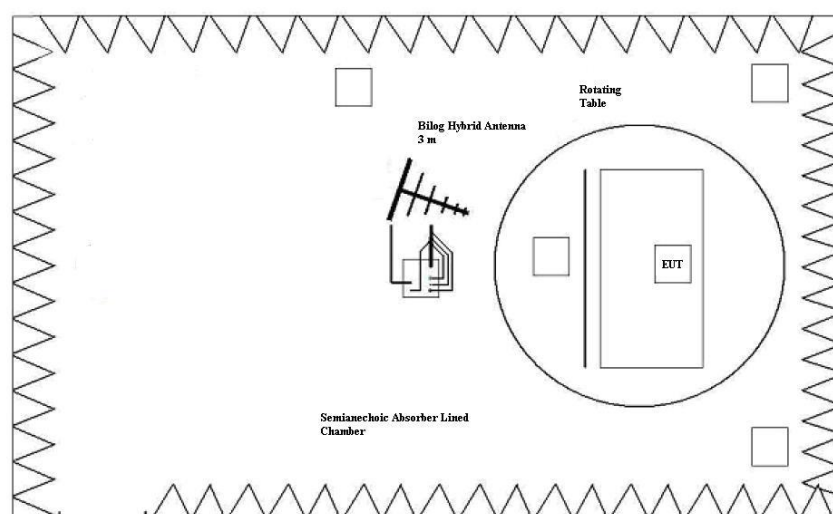 Rotating
Table
Bilog Hybrid Antenna
3 m
EUT
Semianechoic Absorber Lined
Chamber